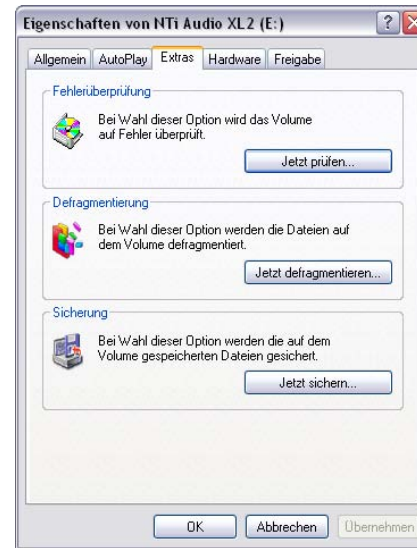 Eigenschaften von NTi Audio XL2 (E:)
Allgemein AutoPlay Extras Hardware Freigabe
Fehlerüberprüfung
Bei Wahl dieser Option wird das Volume
auf Fehler überprüft.
Jetzt prüfen...
Defragmentierung
Bei Wahl dieser Option werden die Dateien auf
dem Volume defragmentiert.
Jetzt defragmentieren...
Sicherung
Bei Wahl dieser Option werden die auf dem
Volume gespeicherten Dateien gesichert.
Jetzt sichern...
OK Abbrechen Übernehmen